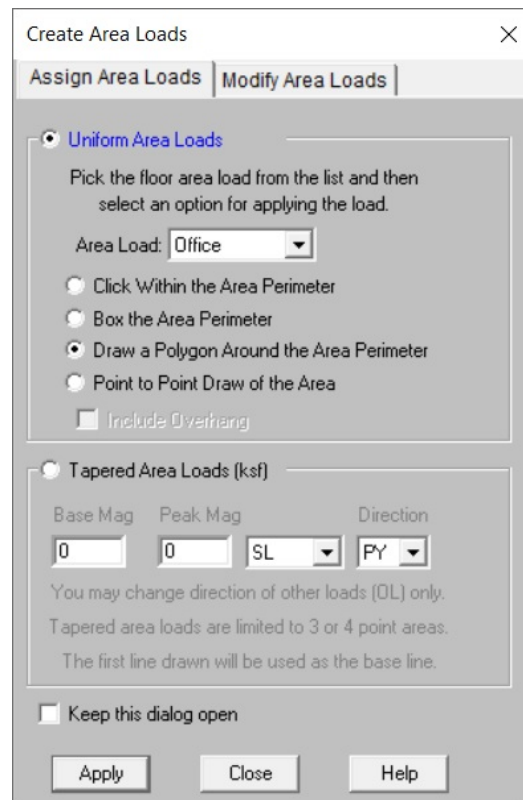 Create Area Loads
Assign Area Loads Modify Area Loads
Uniform Area Loads
Pick the floor area load from the list and then
select an option for applying the load.
Area Load: Office
Click Within the Area Perimeter
Box the Area Perimeter
Draw a Polygon Around the Area Perimeter
Point to Point Draw of the Area
Include Overhang
Tapered Area Loads (ksf)
Base Mag Peak Mag Direction
0 0 SL PY
You may change direction of other loads (OL) only.
Tapered area loads are limited to 3 or 4 point areas.
The first line drawn will be used as the base line.
Keep this dialog open
Apply Close Help